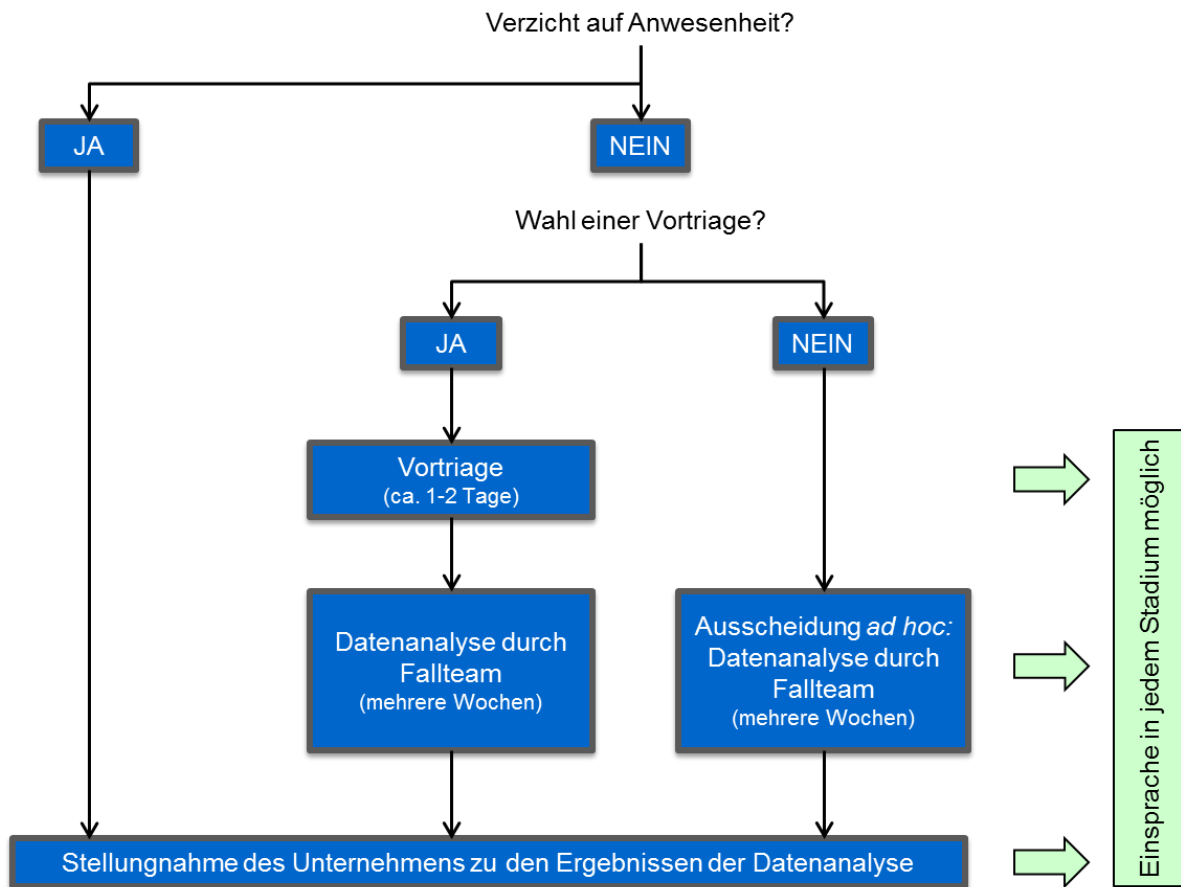 Verzicht auf Anwesenheit?
JA
NEIN
Wahl einer Vortriage?
JA
NEIN
Vortriage
(ca. 1-2 Tage)
Datenanalyse durch
Fallteam
(mehrere Wochen)
Ausscheidung ad hoc:
Datenanalyse durch
Fallteam
(mehrere Wochen)
Stellungnahme des Unternehmens zu den Ergebnissen der Datenanalyse
Einsprache in jedem Stadium möglich